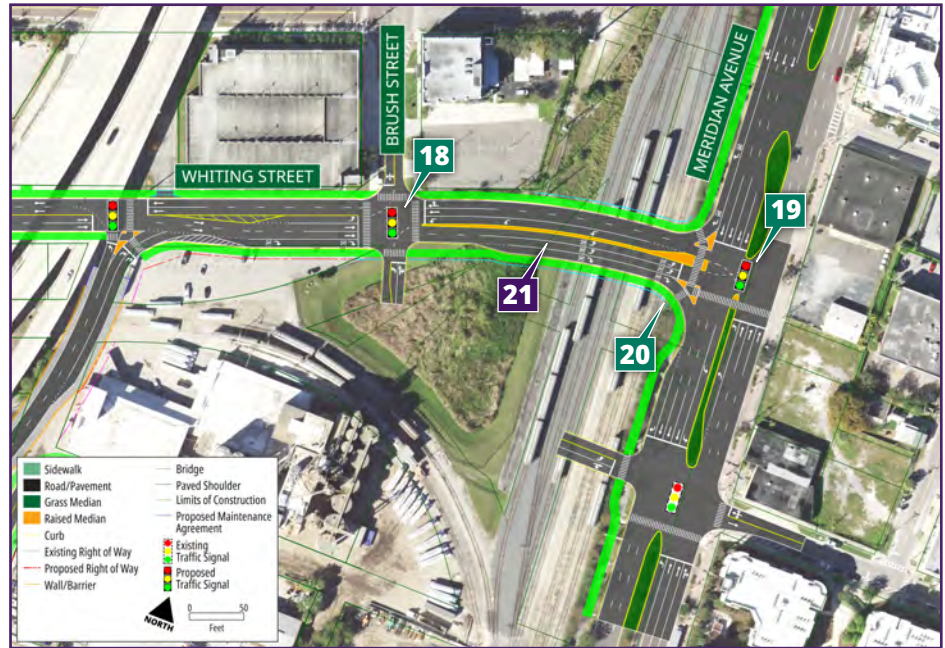 BRUSH STREET
MERIDIAN AVENUE
18
WHITING STREET
19
21
20
Sidewalk
Road/Pavement
Grass Median
Raised Median
Curb
Existing Right of Way
Proposed Right of Way
Wall/Barrier
Bridge
Paved Shoulder
Limits of Construction
Proposed Maintenance
Agreement
Existing
Traffic Signal
Proposed
Traffic Signal
NORTH
0 50
Feet